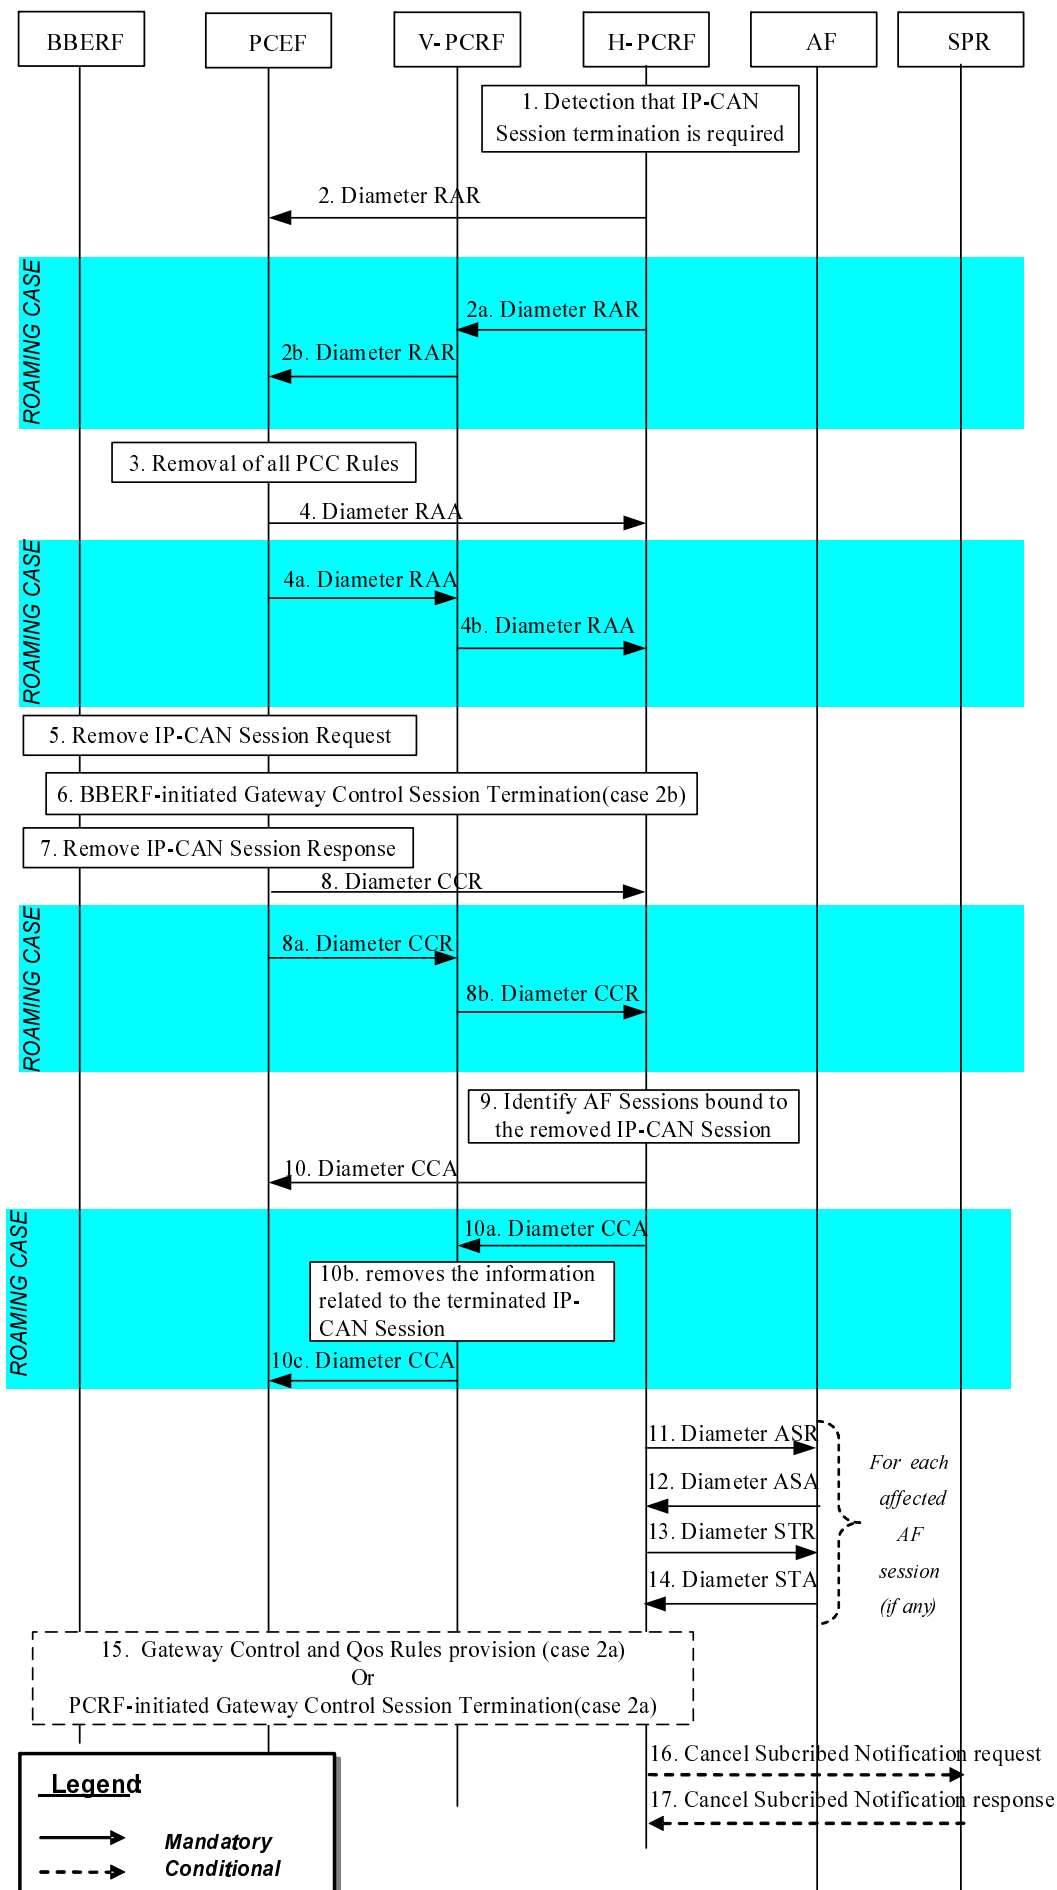 BBERF
PCEF
V-PCRF
H-PCRF
AF
SPR
1. Detection that IP-CAN
Session termination is required
2. Diameter RAR
ROAMING CASE
2a. Diameter RAR
2b. Diameter RAR
3. Removal of all PCC Rules
4. Diameter RAA
ROAMING CASE
4a. Diameter RAA
4b. Diameter RAA
5. Remove IP-CAN Session Request
6. BBERF-initiated Gateway Control Session Termination(case 2b)
7. Remove IP-CAN Session Response
8. Diameter CCR
ROAMING CASE
8a. Diameter CCR
8b. Diameter CCR
9. Identify AF Sessions bound to
the removed IP-CAN Session
10. Diameter CCA
ROAMING CASE
10a. Diameter CCA
10b. removes the information
related to the terminated IP-
CAN Session
10c. Diameter CCA
11. Diameter ASR
12. Diameter ASA
13. Diameter STR
14. Diameter STA
For each
affected
AF
session
(if any)
15. Gateway Control and Qos Rules provision (case 2a)
Or
PCRF-initiated Gateway Control Session Termination(case 2a)
16. Cancel Subcribed Notification request
17. Cancel Subcribed Notification response
Legend:
Mandatory
Conditional